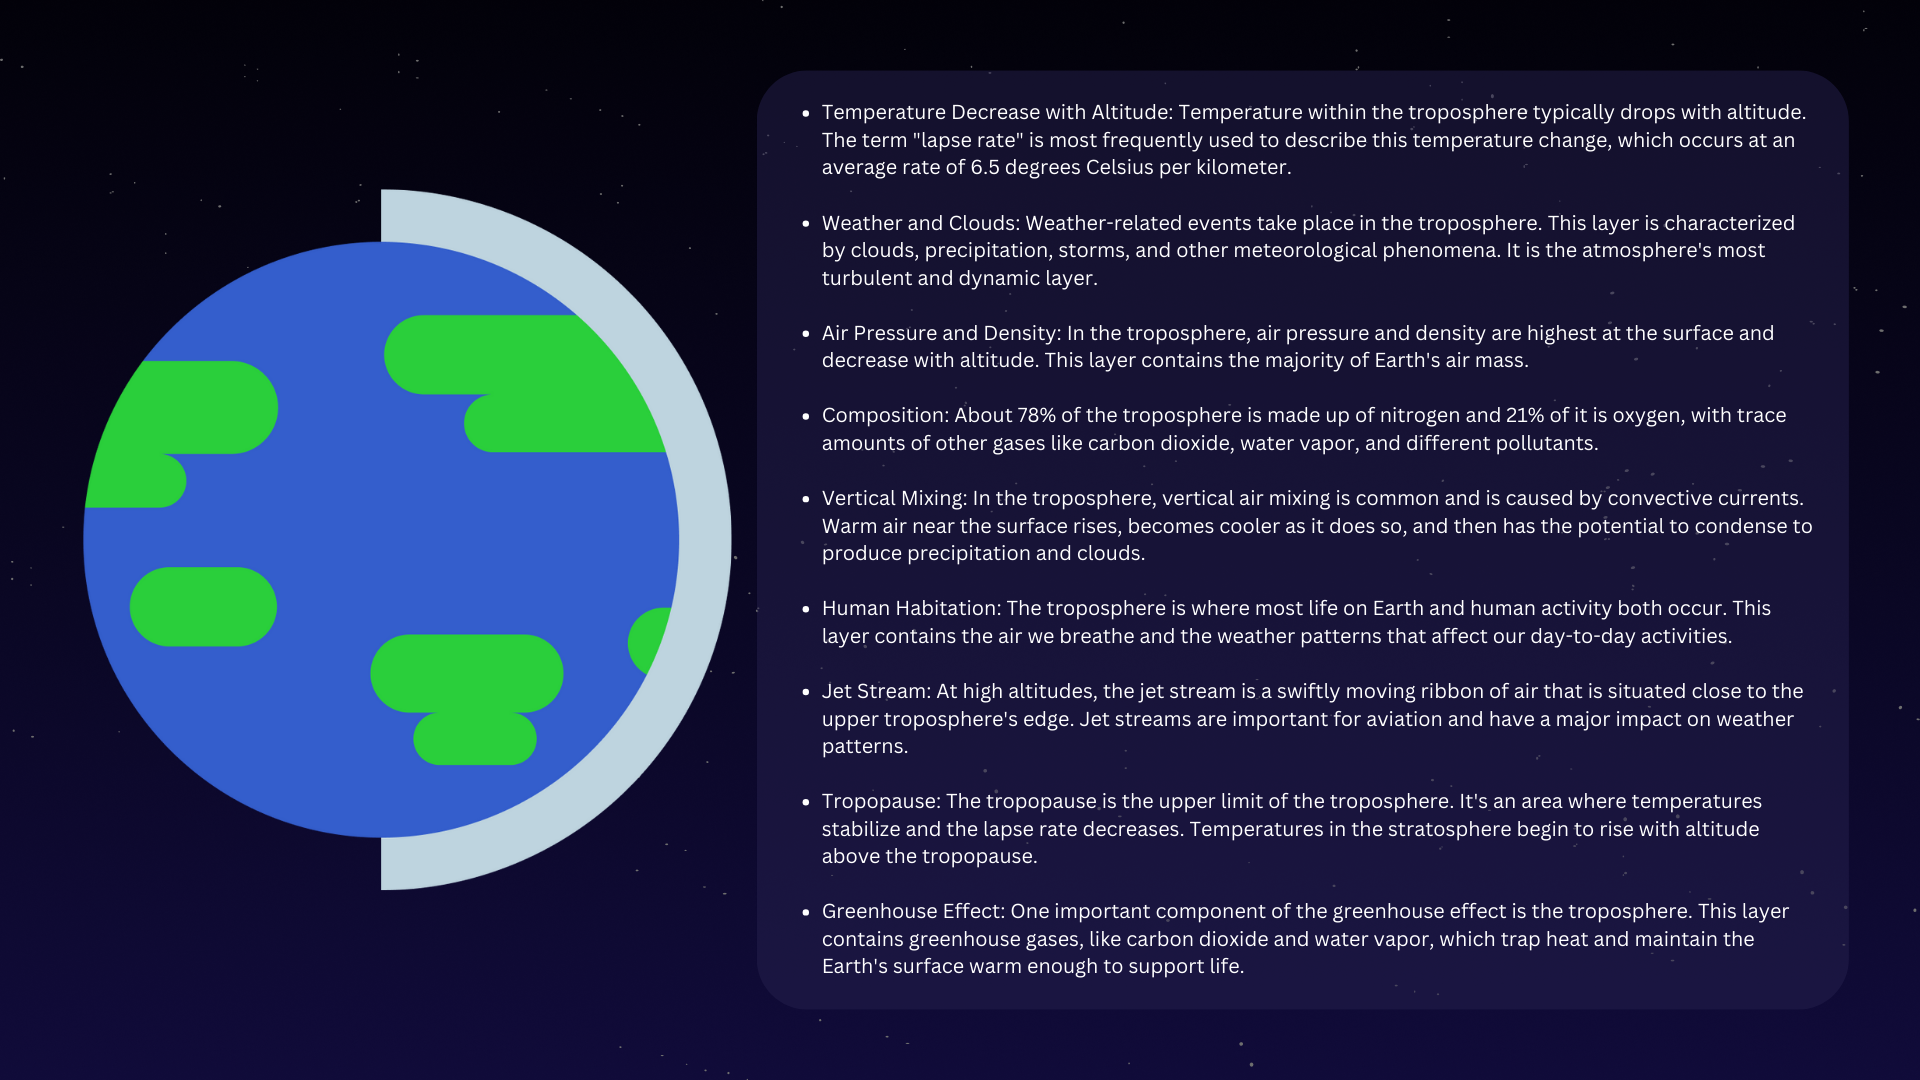 • Temperature Decrease with Altitude: Temperature within the troposphere typically drops with altitude.
The term "lapse rate" is most frequently used to describe this temperature change, which occurs at an
average rate of 6.5 degrees Celsius per kilometer.
• Weather and Clouds: Weather-related events take place in the troposphere. This layer is characterized
by clouds, precipitation, storms, and other meteorological phenomena. It is the atmosphere's most
turbulent and dynamic layer.
• Air Pressure and Density: In the troposphere, air pressure and density are highest at the surface and
decrease with altitude. This layer contains the majority of Earth's air mass.
• Composition: About 78% of the troposphere is made up of nitrogen and 21% of it is oxygen, with trace
amounts of other gases like carbon dioxide, water vapor, and different pollutants.
• Vertical Mixing: In the troposphere, vertical air mixing is common and is caused by convective currents.
Warm air near the surface rises, becomes cooler as it does so, and then has the potential to condense to
produce precipitation and clouds.
• Human Habitation: The troposphere is where most life on Earth and human activity both occur. This
layer contains the air we breathe and the weather patterns that affect our day-to-day activities.
• Jet Stream: At high altitudes, the jet stream is a swiftly moving ribbon of air that is situated close to the
upper troposphere's edge. Jet streams are important for aviation and have a major impact on weather
patterns.
• Tropopause: The tropopause is the upper limit of the troposphere. It's an area where temperatures
stabilize and the lapse rate decreases. Temperatures in the stratosphere begin to rise with altitude
above the tropopause.
• Greenhouse Effect: One important component of the greenhouse effect is the troposphere. This layer
contains greenhouse gases, like carbon dioxide and water vapor, which trap heat and maintain the
Earth's surface warm enough to support life.